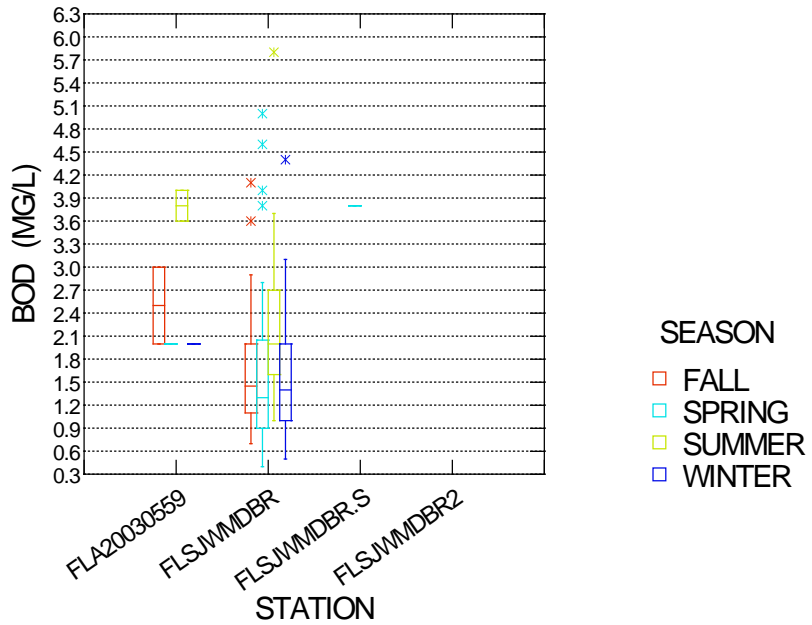 6.3
6.0
5.7
5.4
5.1
4.8
4.5
4.2
3.9
3.6
3.3
3.0
2.7
2.4
2.1
1.8
1.5
1.2
0.9
0.6
0.3
BOD (MG/L)
FLA20030559
FLSJWMDBR
FLSJWMDBR.S
FLSJWMDBR2
STATION
SEASON
FALL
SPRING
SUMMER
WINTER